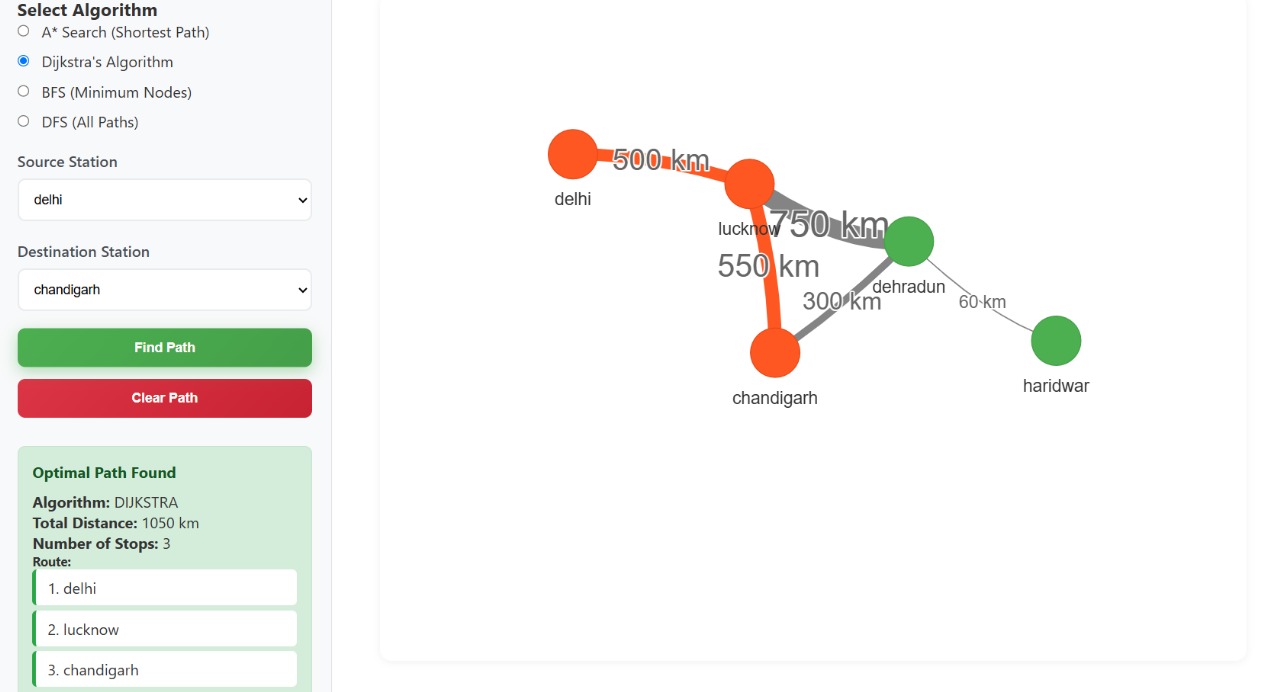 Select Algorithm
A* Search (Shortest Path)
Dijkstra's Algorithm
BFS (Minimum Nodes)
DFS (All Paths)
Source Station
delhi
Destination Station
chandigarh
Find Path
Clear Path
Optimal Path Found
Algorithm: DIJKSTRA
Total Distance: 1050 km
Number of Stops: 3
Route:
1. delhi
2. lucknow
3. chandigarh
500 km
delhi
lucknow
750 km
550 km
300 km
dehradun
60 km
chandigarh
haridwar